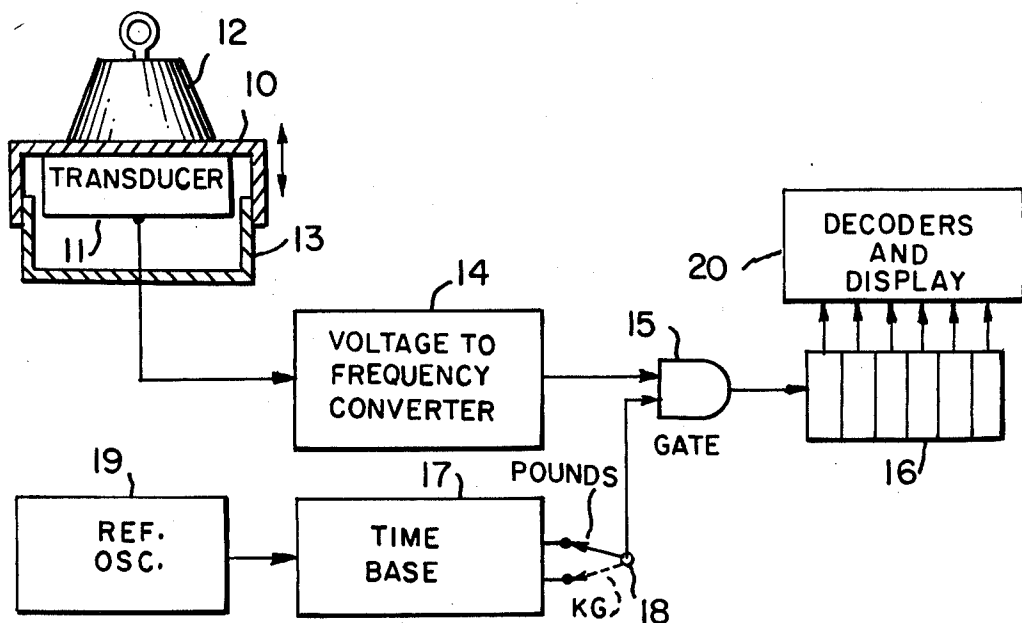 12
10
TRANSDUCER
11
13
14
VOLTAGE TO
FREQUENCY
CONVERTER
15
GATE
DECODERS
AND
DISPLAY
20
16
19
REF.
OSC.
17
TIME
BASE
POUNDS
KG
18